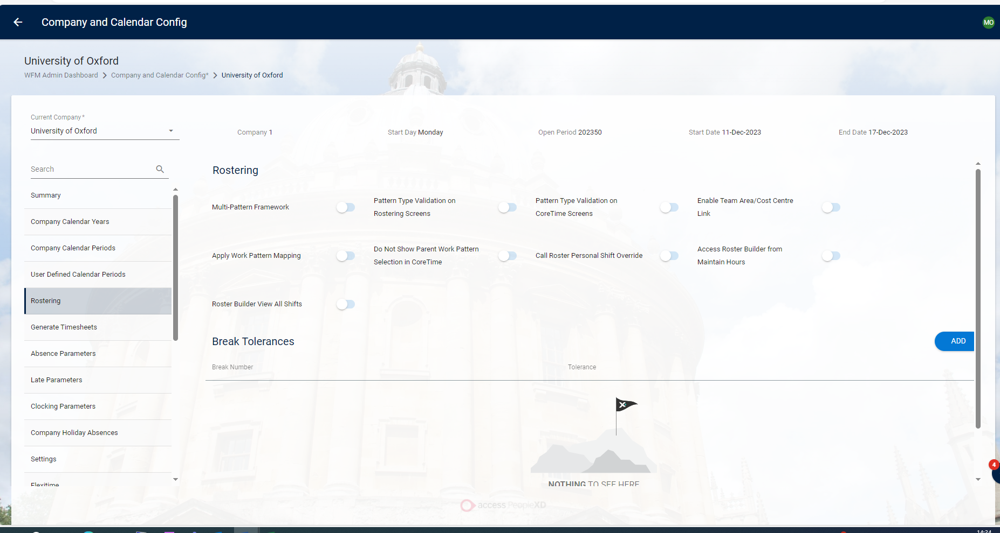 Company and Calendar Config
MO
University of Oxford
WFM Admin Dashboard > Company and Calendar Config* > University of Oxford
Current Company *
University of Oxford
Company 1
Start Day Monday
Open Period 202350
Start Date 11-Dec-2023
End Date 17-Dec-2023
Search
Summary
Company Calendar Years
Company Calendar Periods
User Defined Calendar Periods
Rostering
Generate Timesheets
Absence Parameters
Late Parameters
Clocking Parameters
Company Holiday Absences
Settings
Flexitime
Rostering
Multi-Pattern Framework
Pattern Type Validation on
Rostering Screens
Pattern Type Validation on
CoreTime Screens
Enable Team Area/Cost Centre
Link
Apply Work Pattern Mapping
Do Not Show Parent Work Pattern
Selection in CoreTime
Call Roster Personal Shift Override
Access Roster Builder from
Maintain Hours
Roster Builder View All Shifts
Break Tolerances
ADD
Break Number
Tolerance
X
NOTHING TO SEE HERE
4
access PeopleXD